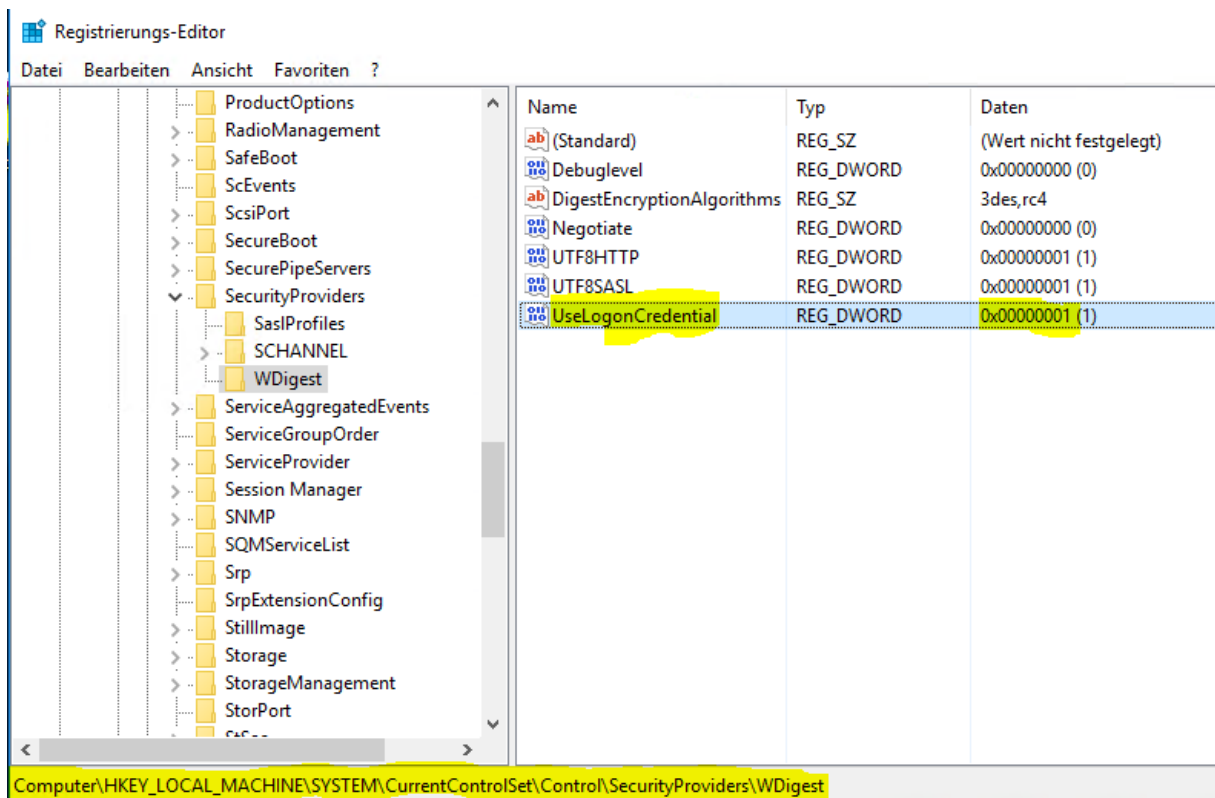 Registrierungs-Editor
Datei Bearbeiten Ansicht Favoriten ?
ProductOptions
RadioManagement
SafeBoot
ScEvents
ScsiPort
SecureBoot
SecurePipeServers
SecurityProviders
SaslProfiles
SCHANNEL
WDigest
ServiceAggregatedEvents
ServiceGroupOrder
ServiceProvider
Session Manager
SNMP
SQMServiceList
Srp
SrpExtensionConfig
StillImage
Storage
StorageManagement
StorPort
Name Typ Daten
(Standard) REG_SZ (Wert nicht festgelegt)
Debuglevel REG_DWORD 0x00000000 (0)
DigestEncryptionAlgorithms REG_SZ 3des,rc4
Negotiate REG_DWORD 0x00000000 (0)
UTF8HTTP REG_DWORD 0x00000001 (1)
UTF8SASL REG_DWORD 0x00000001 (1)
UseLogonCredential REG_DWORD 0x00000001 (1)
Computer\HKEY_LOCAL_MACHINE\SYSTEM\CurrentControlSet\Control\SecurityProviders\WDigest